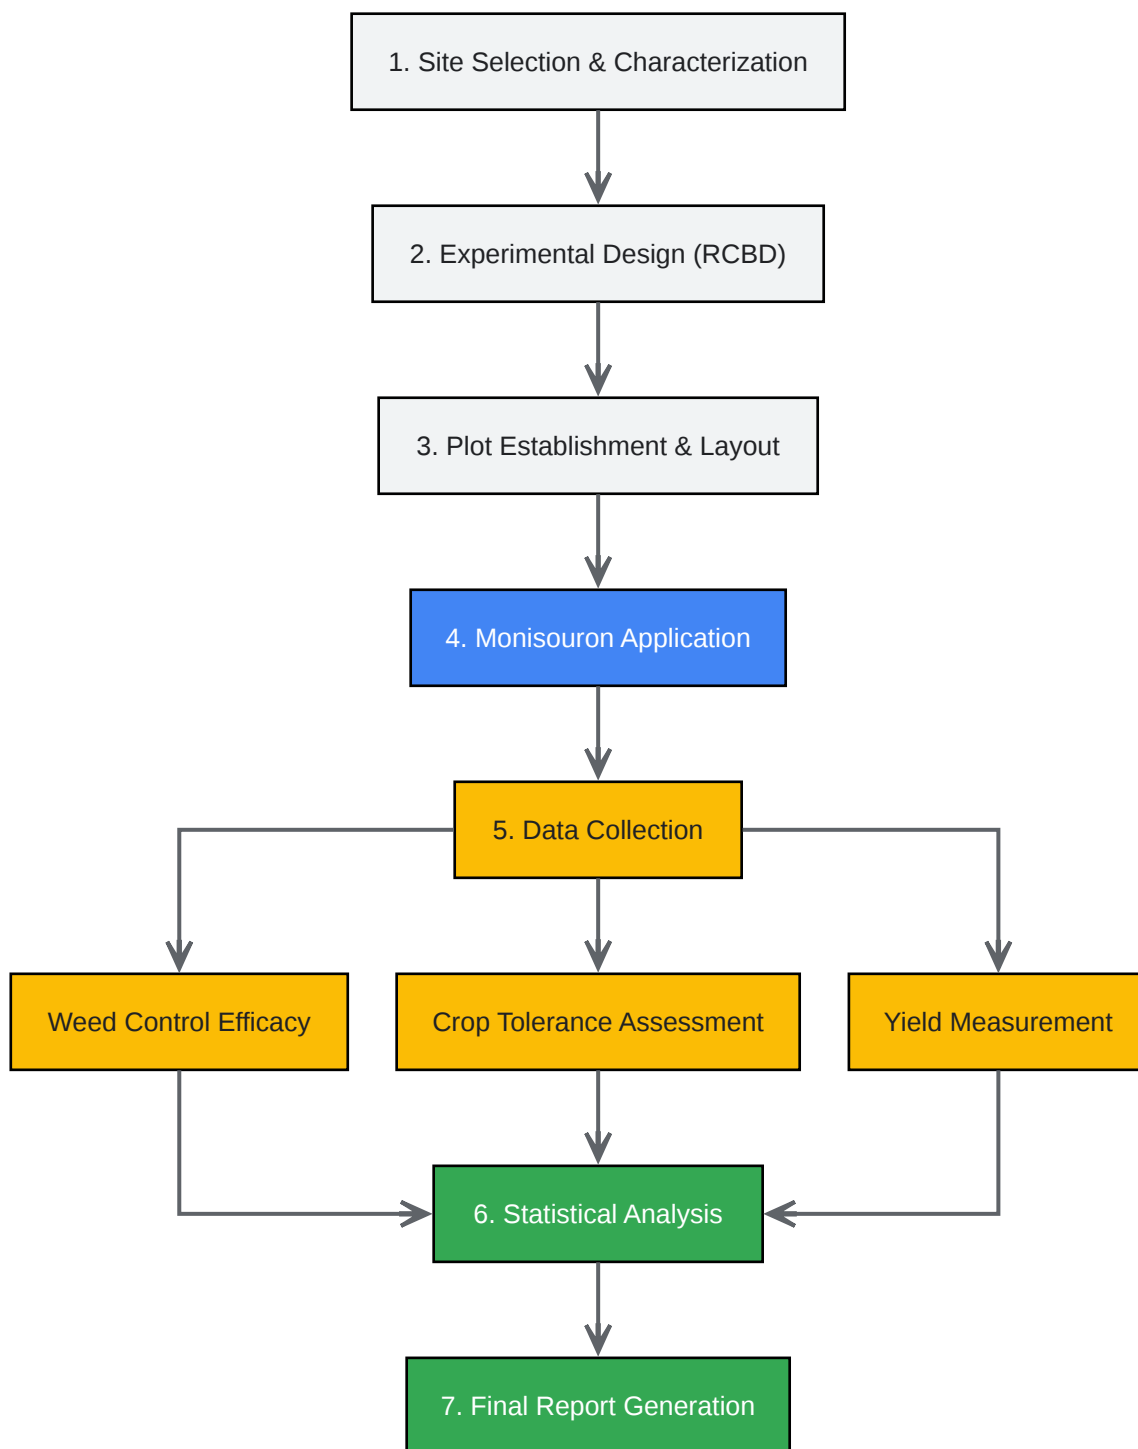 1. Site Selection & Characterization
2. Experimental Design (RCBD)
3. Plot Establishment & Layout
4. Monisouron Application
5. Data Collection
Weed Control Efficacy
Crop Tolerance Assessment
Yield Measurement
6. Statistical Analysis
7. Final Report Generation